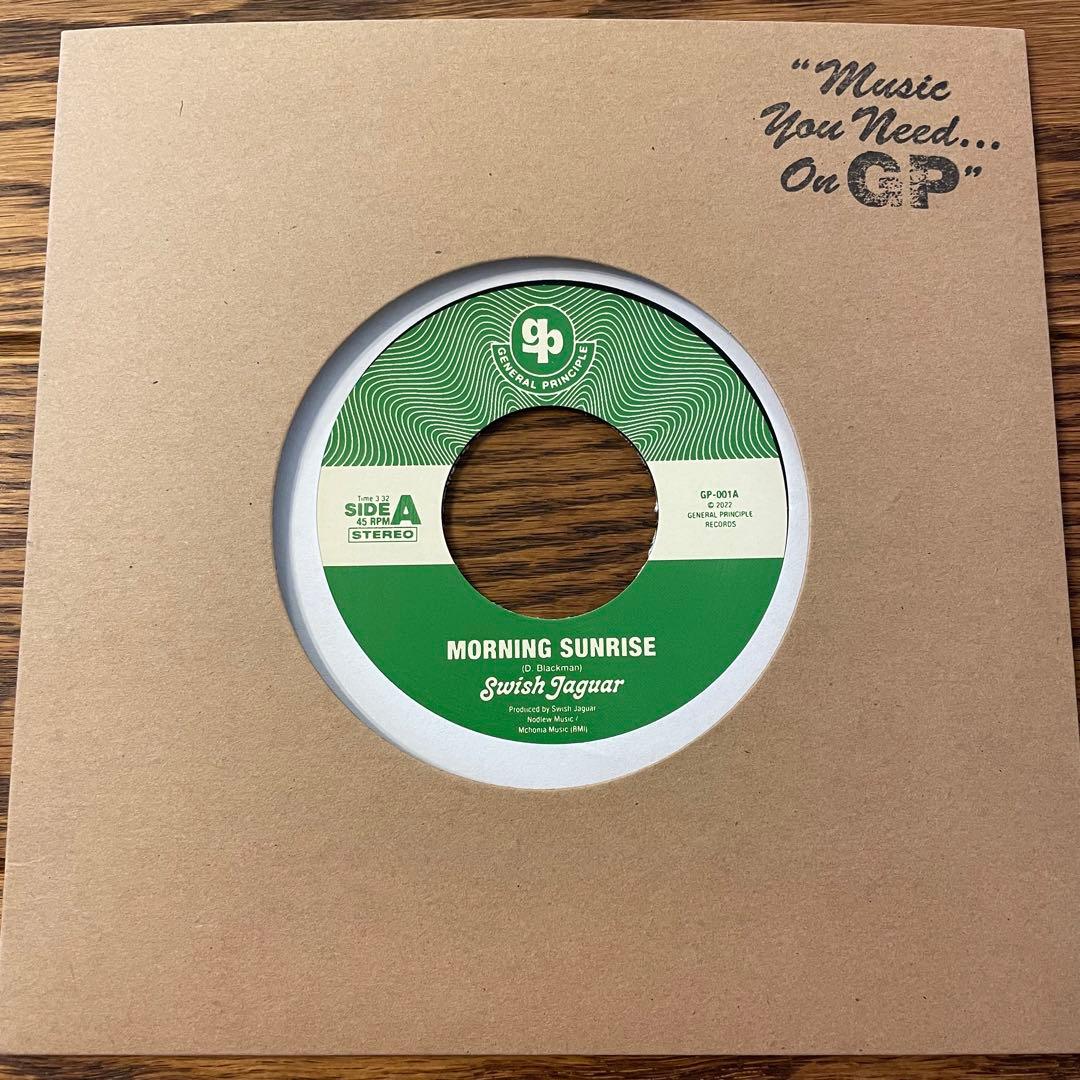 "Music
You Need...
On GP"
gp
GENERAL PRINCIPLE
Time 3 32
SIDE A
45 RPM
STEREO
GP-001A
© 2022
GENERAL PRINCIPLE
RECORDS
MORNING SUNRISE
(D. Blackman)
Swish Jaguar
Produced by Swish Jaguar
Nodlew Music /
Mchoma Music (BMI)